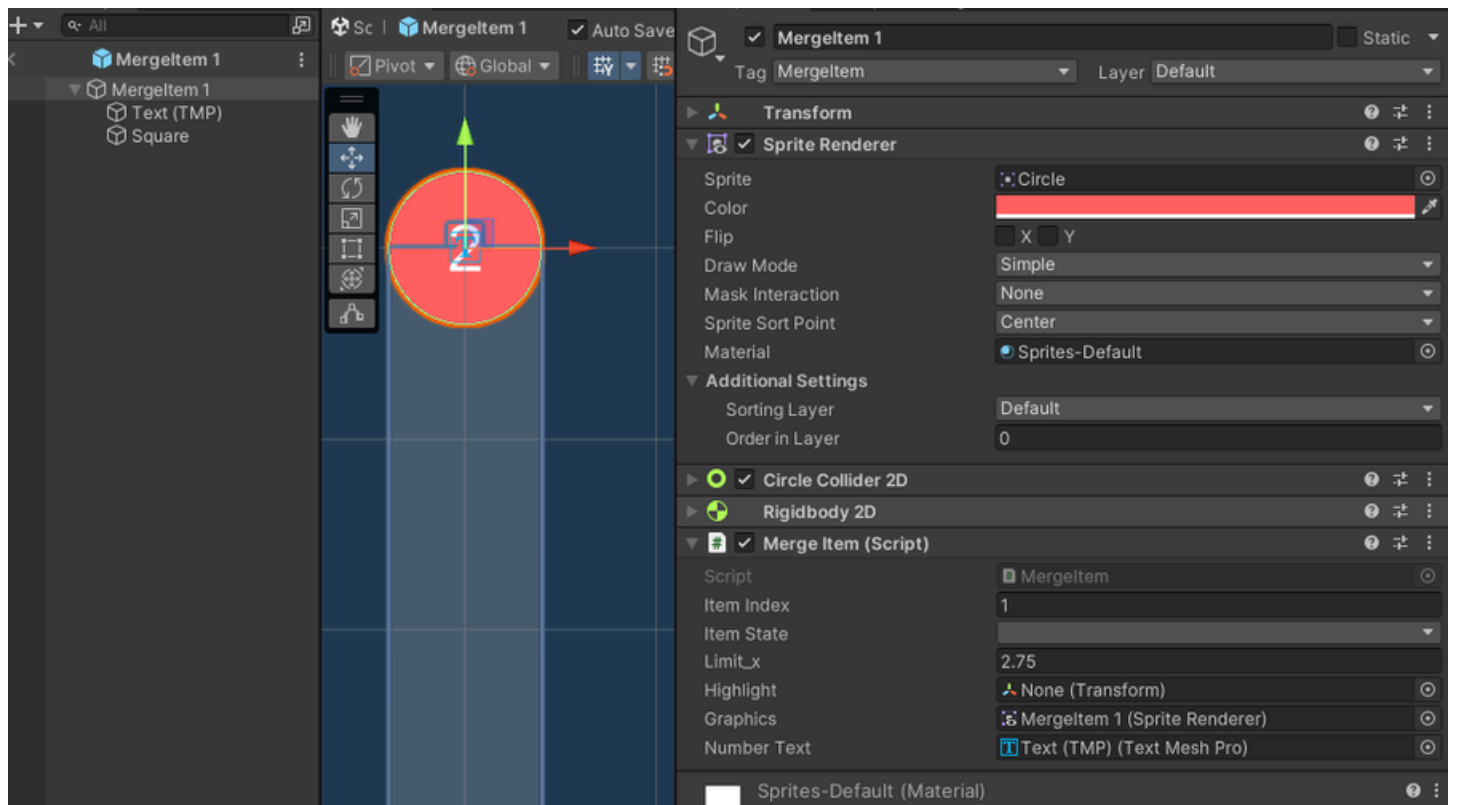 All
MergeItem 1
MergeItem 1
Text (TMP)
Square
Sc MergeItem 1 Auto Save
Pivot Global
2
MergeItem 1 Static
Tag MergeItem Layer Default
Transform
Sprite Renderer
Sprite Circle
Color
Flip X Y
Draw Mode Simple
Mask Interaction None
Sprite Sort Point Center
Material Sprites-Default
Additional Settings
Sorting Layer Default
Order in Layer 0
Circle Collider 2D
Rigidbody 2D
# Merge Item (Script)
Script MergeItem
Item Index 1
Item State
Limit_x 2.75
Highlight None (Transform)
Graphics MergeItem 1 (Sprite Renderer)
Number Text Text (TMP) (Text Mesh Pro)
Sprites-Default (Material)